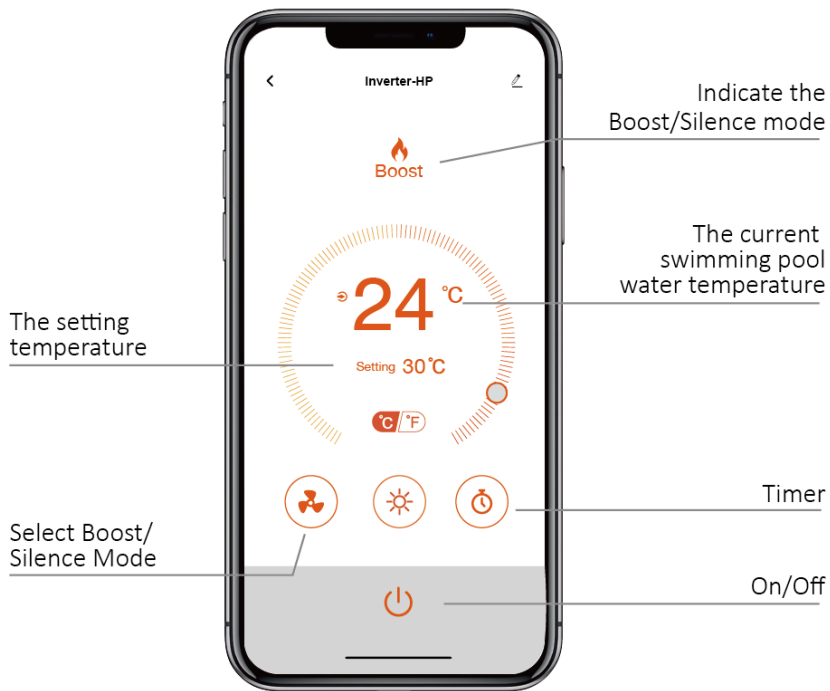 Inverter-HP
Indicate the
Boost/Silence mode
Boost
The current
swimming pool
water temperature
24 °C
The setting
temperature
Setting 30°C
°C/°F
Timer
Select Boost/
Silence Mode
On/Off